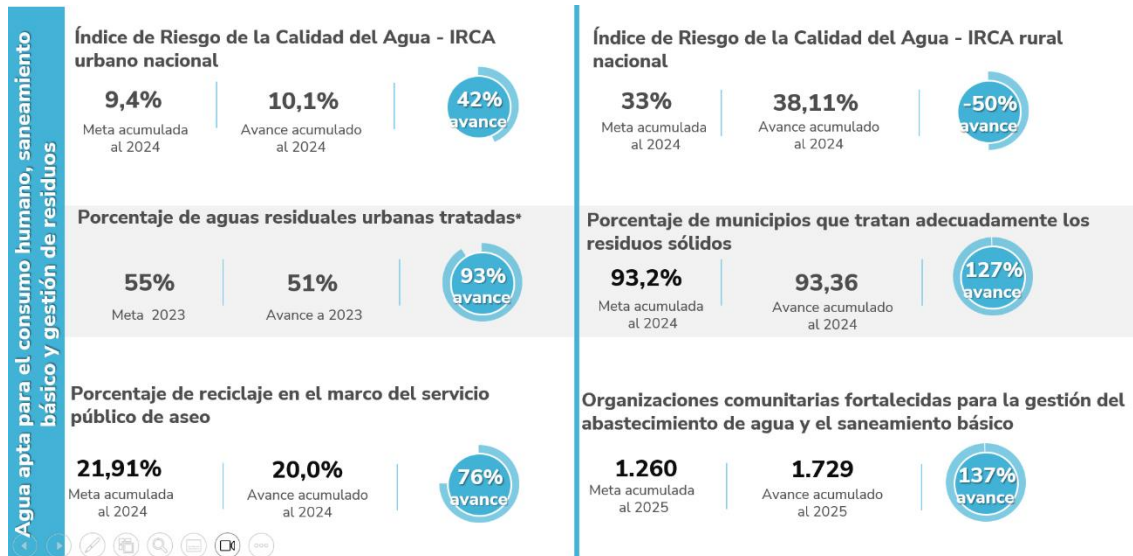 Agua apta para el consumo humano, saneamiento
básico y gestión de residuos
Índice de Riesgo de la Calidad del Agua - IRCA
urbano nacional
9,4%
Meta acumulada
al 2024
10,1%
Avance acumulado
al 2024
42%
avance
Índice de Riesgo de la Calidad del Agua - IRCA rural
nacional
33%
Meta acumulada
al 2024
38,11%
Avance acumulado
al 2024
-50%
avance
Porcentaje de aguas residuales urbanas tratadas*
55%
Meta 2023
51%
Avance a 2023
93%
avance
Porcentaje de municipios que tratan adecuadamente los
residuos sólidos
93,2%
Meta acumulada
al 2024
93,36
Avance acumulado
al 2024
127%
avance
Porcentaje de reciclaje en el marco del servicio
público de aseo
21,91%
Meta acumulada
al 2024
20,0%
Avance acumulado
al 2024
76%
avance
Organizaciones comunitarias fortalecidas para la gestión del
abastecimiento de agua y el saneamiento básico
1.260
Meta acumulada
al 2025
1.729
Avance acumulado
al 2025
137%
avance